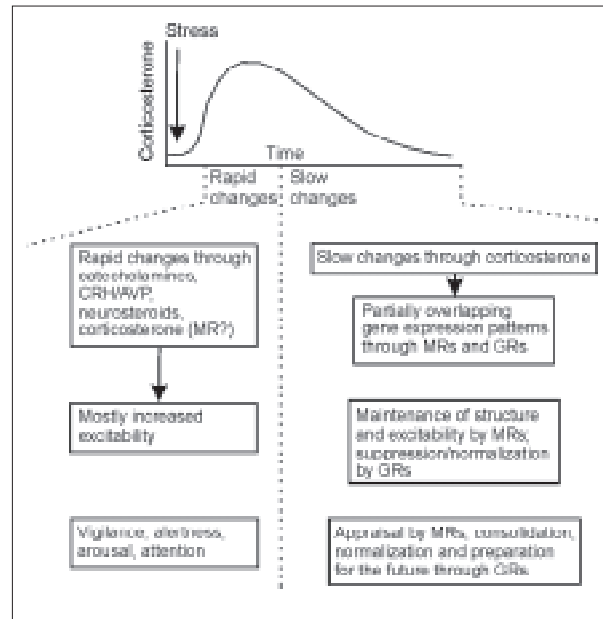 Stress
Corticosterone
Time
Rapid changes
Slow changes
Rapid changes through
catecholamines,
CRH/AVP,
neurosteroids,
corticosterone (MR?)
Mostly increased
excitability
Vigilance, alertness,
arousal, attention
Slow changes through corticosterone
Partially overlapping
gene expression patterns
through MRs and GRs
Maintenance of structure
and excitability by MRs;
suppression/normalization
by GRs
Appraisal by MRs, consolidation,
normalization and preparation
for the future through GRs